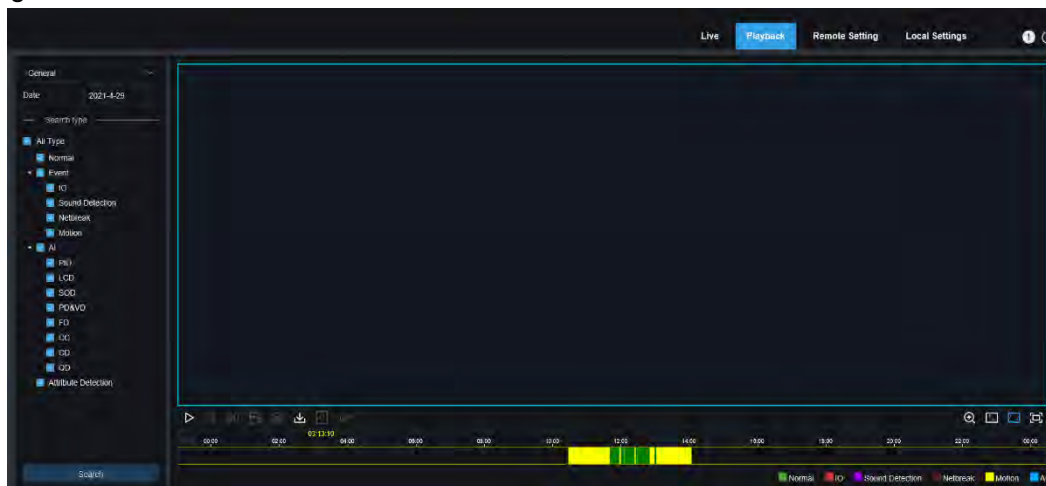 Live Playback Remote Setting Local Settings 1
General
Date 2021-4-29
Search type
All Type
Normal
Event
IO
Sound Detection
Netbreak
Motion
AI
PID
LCD
SOD
PD&VD
FD
CC
CD
QD
Attribute Detection
03:13:10
00:00 02:00 04:00 06:00 08:00 10:00 12:00 14:00 16:00 18:00 20:00 22:00 00:00
Search
Normal IO Sound Detection Netbreak Motion